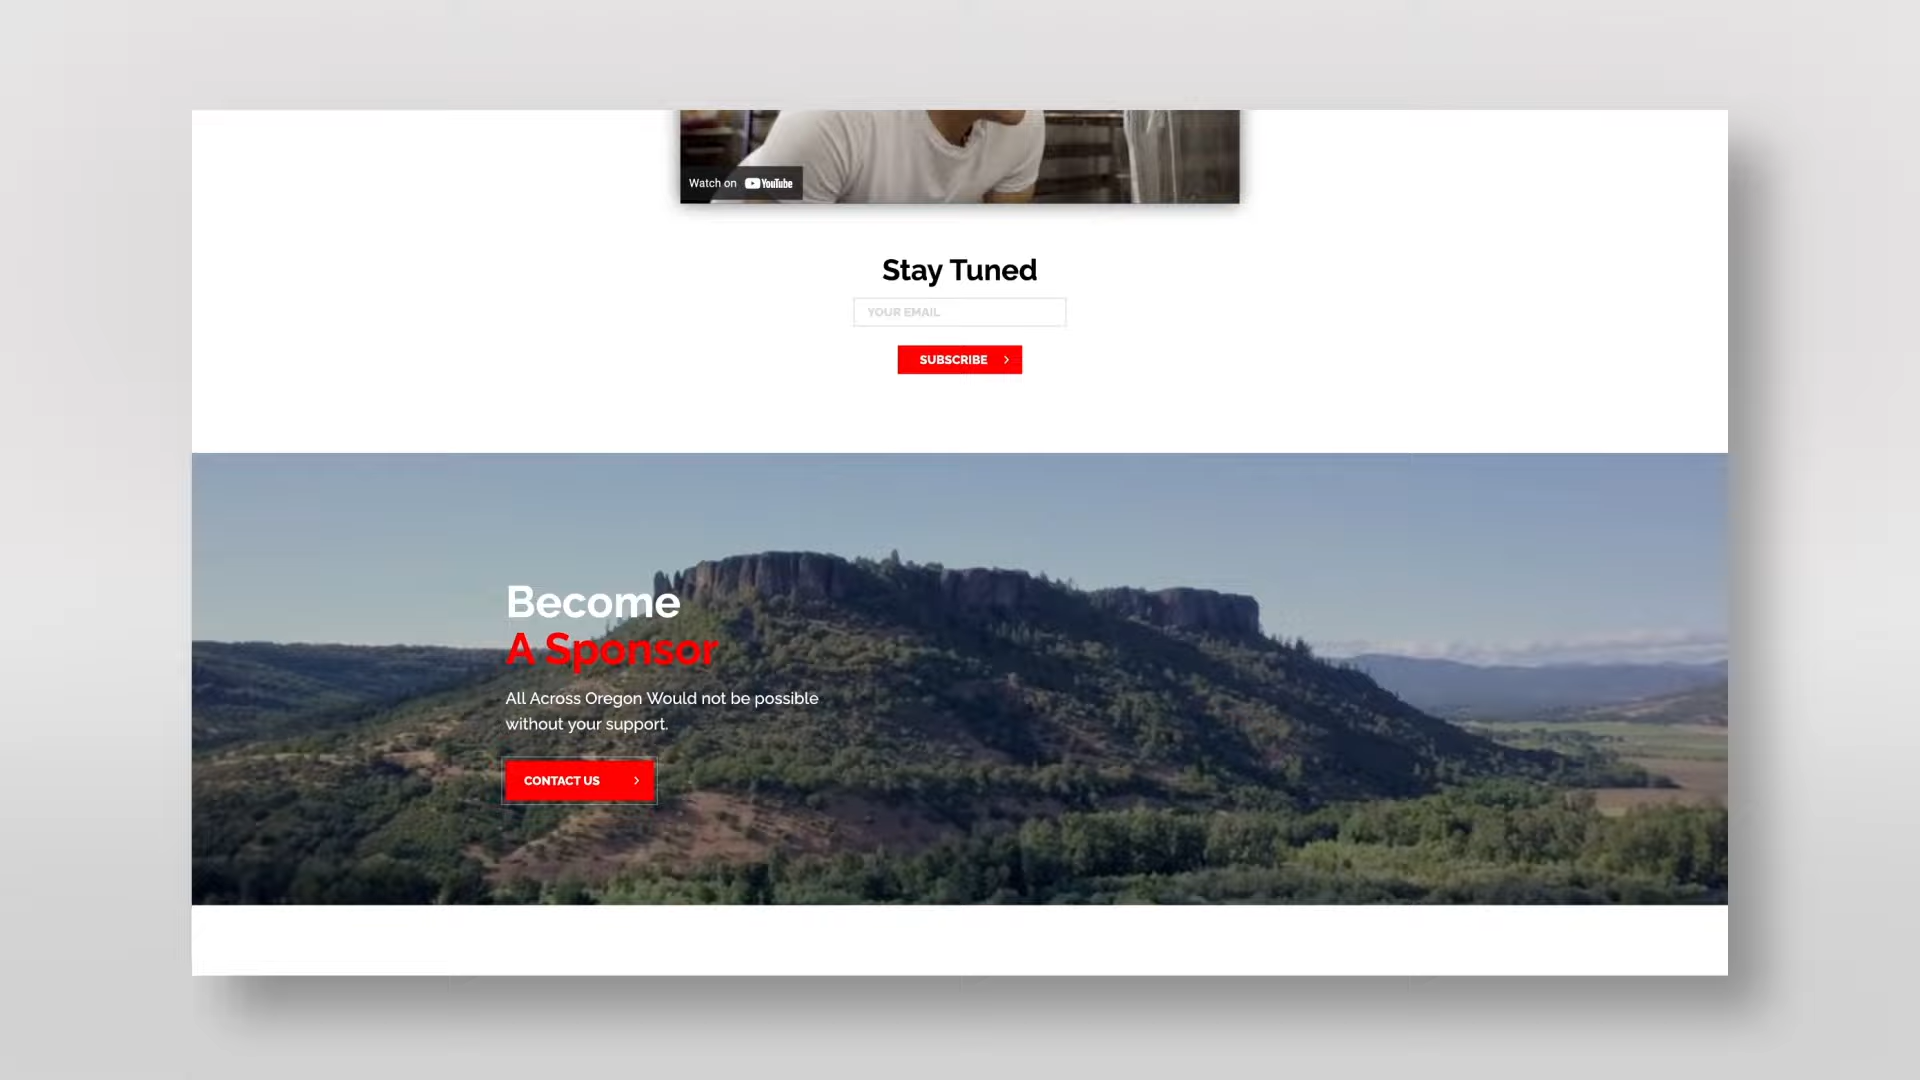 Watch on YouTube
Stay Tuned
YOUR EMAIL
SUBSCRIBE
Become
A Sponsor
All Across Oregon Would not be possible
without your support.
CONTACT US